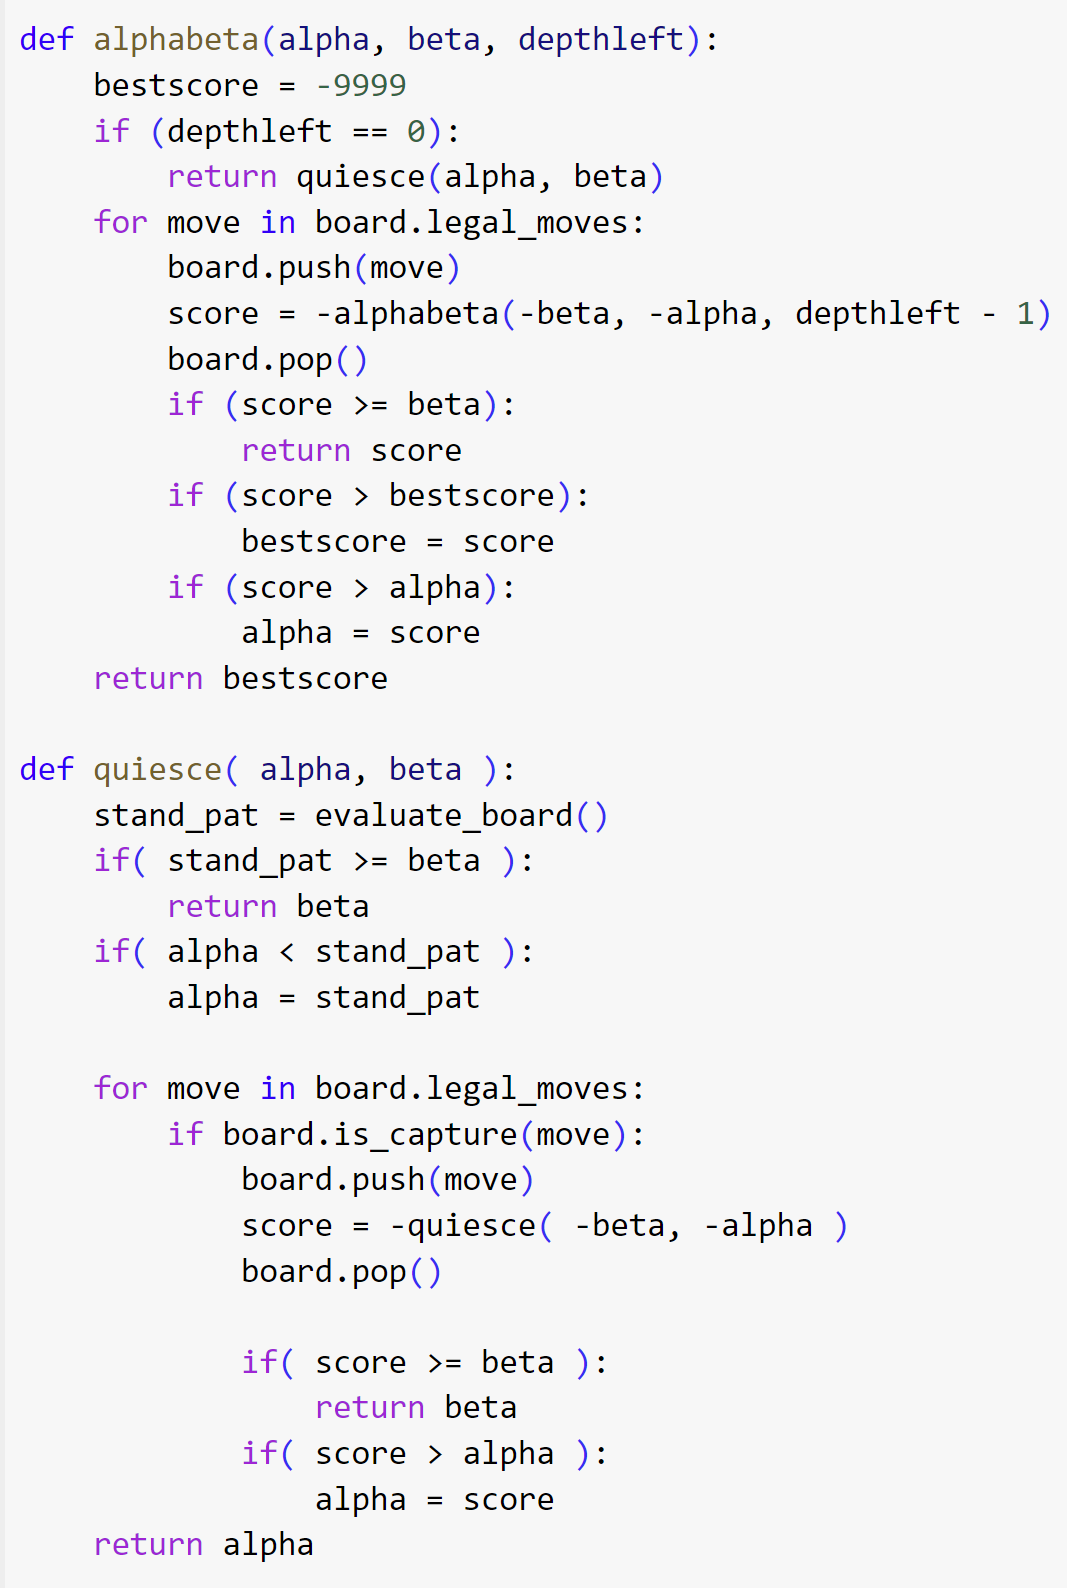 def alphabeta(alpha, beta, depthleft):
    bestscore = -9999
    if (depthleft == 0):
        return quiesce(alpha, beta)
    for move in board.legal_moves:
        board.push(move)
        score = -alphabeta(-beta, -alpha, depthleft - 1)
        board.pop()
        if (score >= beta):
            return score
        if (score > bestscore):
            bestscore = score
        if (score > alpha):
            alpha = score
    return bestscore

def quiesce( alpha, beta ):
    stand_pat = evaluate_board()
    if( stand_pat >= beta ):
        return beta
    if( alpha < stand_pat ):
        alpha = stand_pat

    for move in board.legal_moves:
        if board.is_capture(move):
            board.push(move)
            score = -quiesce( -beta, -alpha )
            board.pop()

            if( score >= beta ):
                return beta
            if( score > alpha ):
                alpha = score
    return alpha